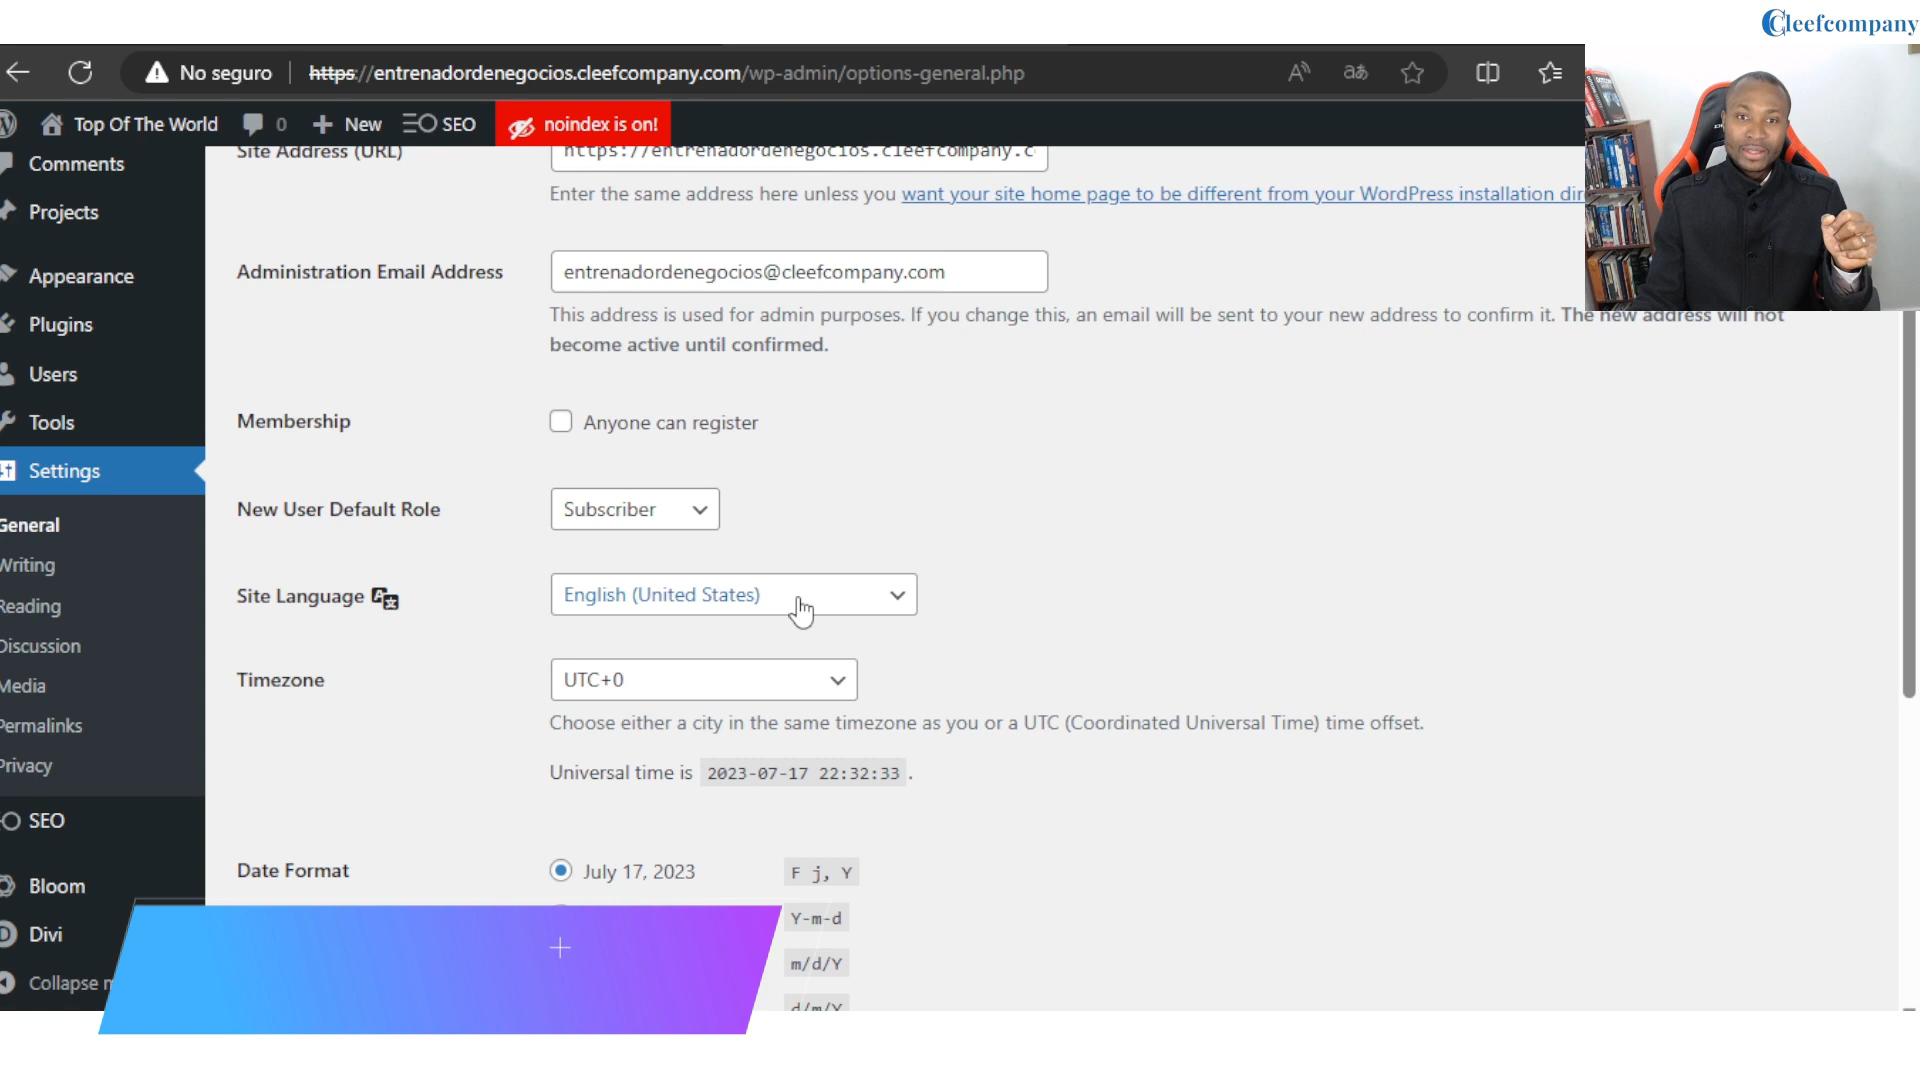 Cleefcompany
No seguro
https://entrenadordenegocios.cleefcompany.com/wp-admin/options-general.php
Top Of The World
0
New
SEO
noindex is on!
Comments
Projects
Appearance
Plugins
Users
Tools
Settings
General
Writing
Reading
Discussion
Media
Permalinks
Privacy
SEO
Bloom
Divi
Collapse
Site Address (URL)
https://entrenadordenegocios.cleefcompany.c
Enter the same address here unless you want your site home page to be different from your WordPress installation
Administration Email Address
entrenadordenegocios@cleefcompany.com
This address is used for admin purposes. If you change this, an email will be sent to your new address to confirm it. The new address will not
become active until confirmed.
Membership
Anyone can register
New User Default Role
Subscriber
Site Language
English (United States)
Timezone
UTC+0
Choose either a city in the same timezone as you or a UTC (Coordinated Universal Time) time offset.
Universal time is 2023-07-17 22:32:33 .
Date Format
July 17, 2023
F j, Y
Y-m-d
m/d/Y
d/m/Y